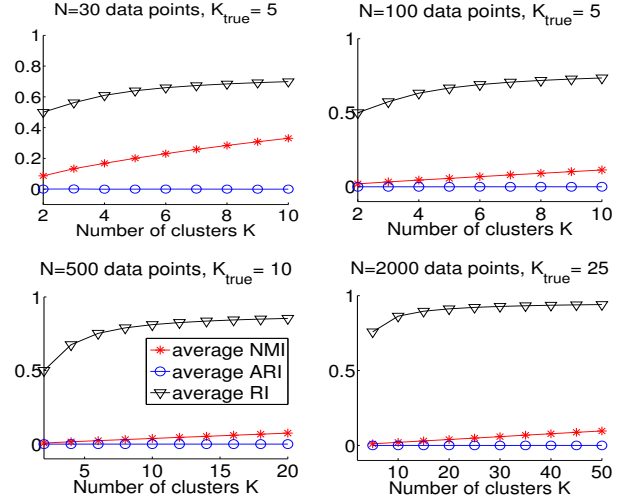 N=30 data points, K_true= 5
1
0.8
0.6
0.4
0.2
0
2 4 6 8 10
Number of clusters K
N=100 data points, K_true= 5
1
0.5
0
2 4 6 8 10
Number of clusters K
N=500 data points, K_true= 10
1
0.5
0
5 10 15 20
Number of clusters K
average NMI
average ARI
average RI
N=2000 data points, K_true= 25
1
0.5
0
10 20 30 40 50
Number of clusters K